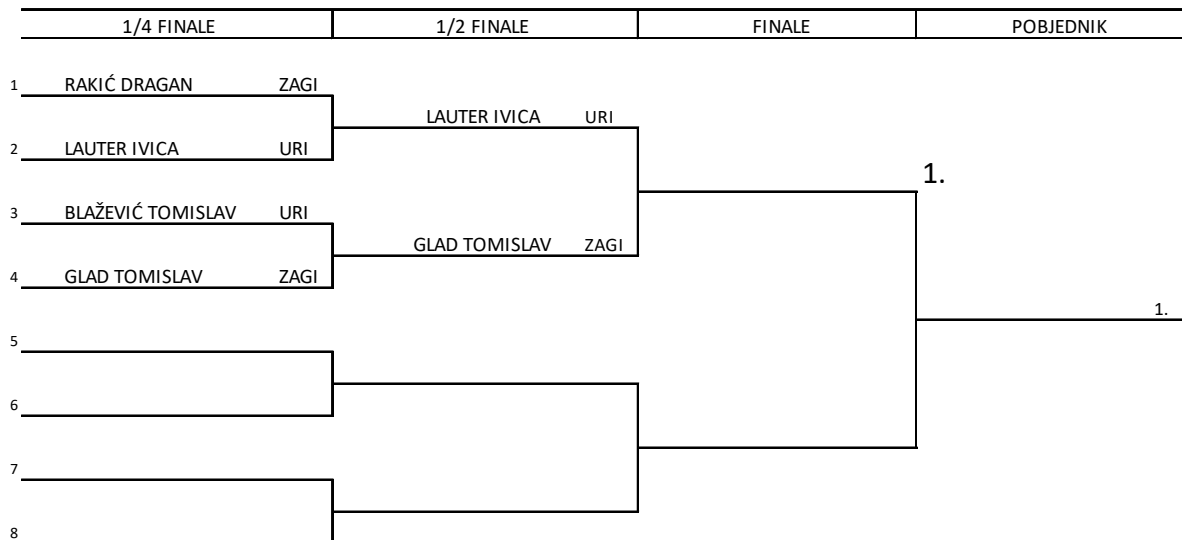 1/4 FINALE 1/2 FINALE FINALE POBJEDNIK
1 RAKIĆ DRAGAN ZAGI
LAUTER IVICA URI
2 LAUTER IVICA URI
1.
3 BLAŽEVIĆ TOMISLAV URI
GLAD TOMISLAV ZAGI
4 GLAD TOMISLAV ZAGI
1.
5
6
7
8